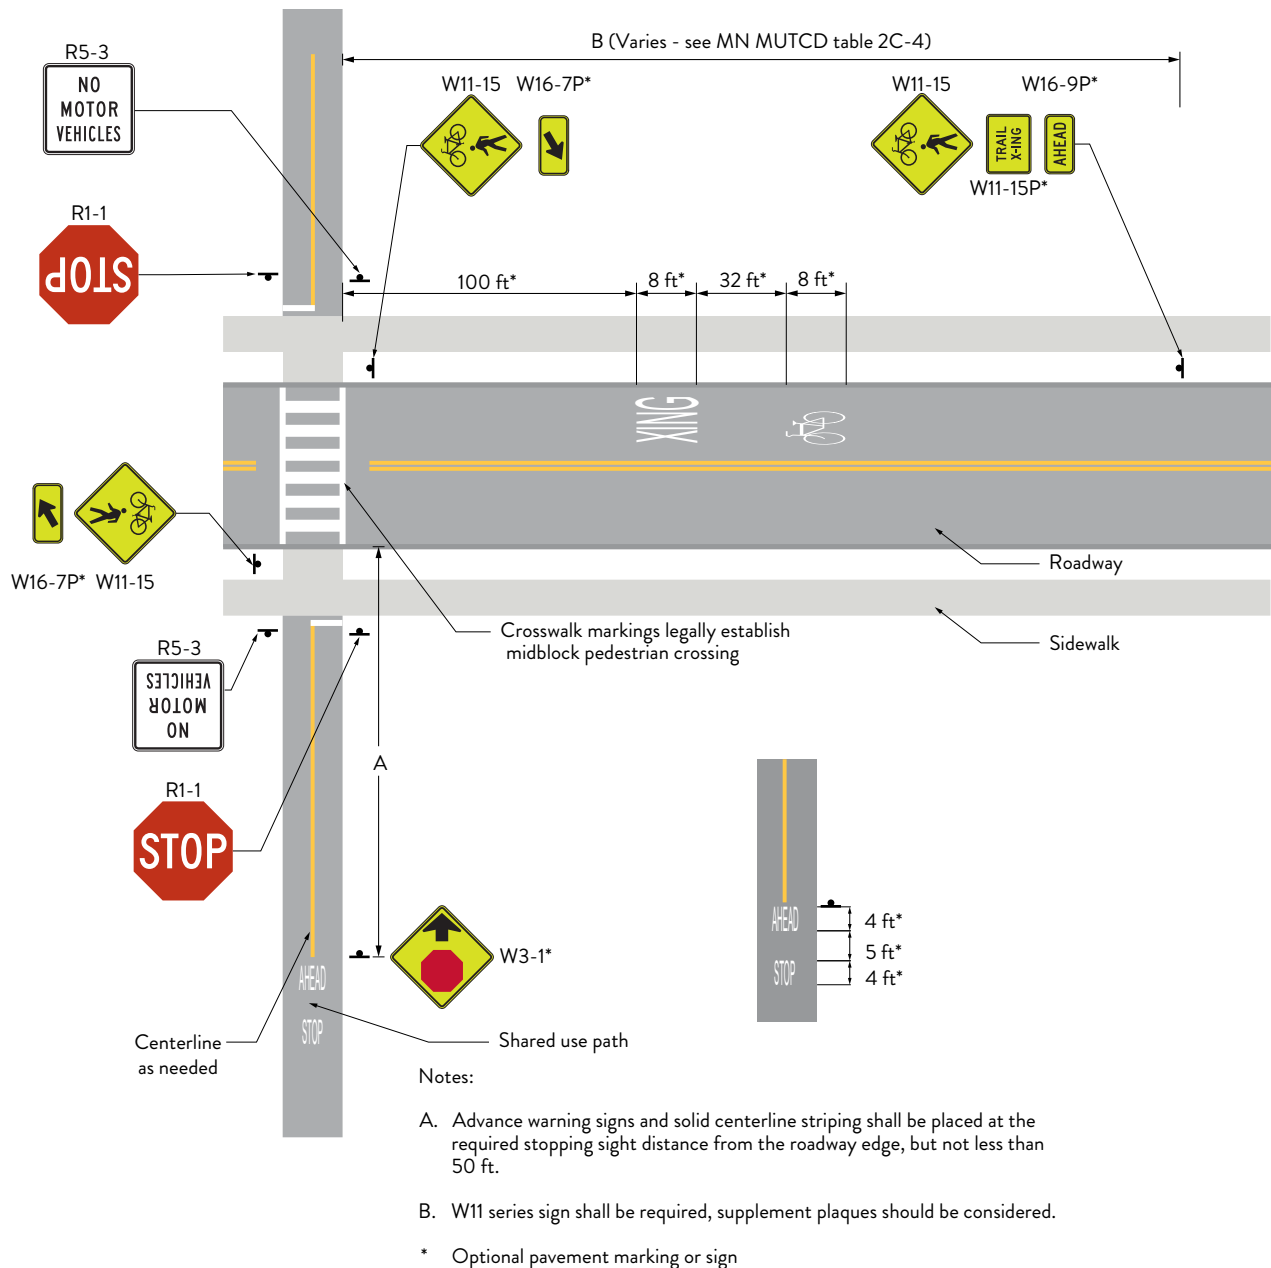 B (Varies - see MN MUTCD table 2C-4)
R5-3
NO
MOTOR
VEHICLES
W11-15 W16-7P*
W11-15
W16-9P*
TRAIL
X-ING
AHEAD
W11-15P*
R1-1
STOP
100 ft*
8 ft*
32 ft*
8 ft*
XING
W16-7P* W11-15
Roadway
Crosswalk markings legally establish
midblock pedestrian crossing
Sidewalk
R5-3
NO
MOTOR
VEHICLES
A
R1-1
STOP
W3-1*
AHEAD
STOP
AHEAD
STOP
4 ft*
5 ft*
4 ft*
Centerline
as needed
Shared use path
Notes:
A. Advance warning signs and solid centerline striping shall be placed at the
required stopping sight distance from the roadway edge, but not less than
50 ft.
B. W11 series sign shall be required, supplement plaques should be considered.
* Optional pavement marking or sign